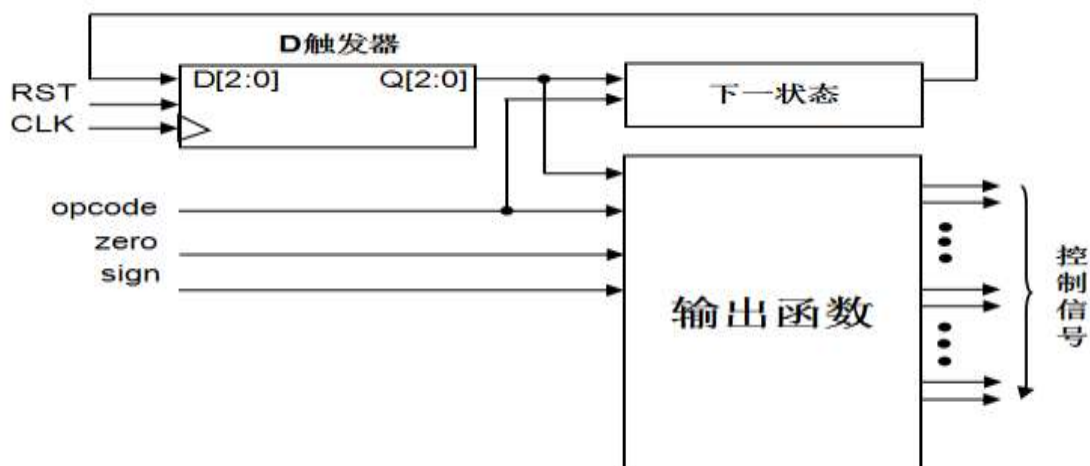 D触发器
D[2:0]
Q[2:0]
RST
CLK
下一状态
opcode
zero
sign
输出函数
控制信号